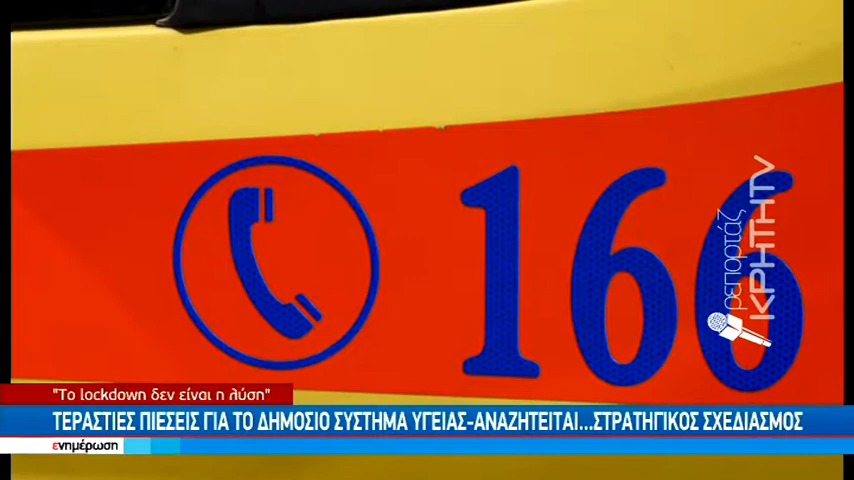 166
ρεπορτάζ
ΚΡΗΤΗTV
"Το lockdown δεν είναι η λύση"
ΤΕΡΑΣΤΙΕΣ ΠΙΕΣΕΙΣ ΓΙΑ ΤΟ ΔΗΜΟΣΙΟ ΣΥΣΤΗΜΑ ΥΓΕΙΑΣ-ΑΝΑΖΗΤΕΙΤΑΙ...ΣΤΡΑΤΗΓΙΚΟΣ ΣΧΕΔΙΑΣΜΟΣ
ενημέρωση